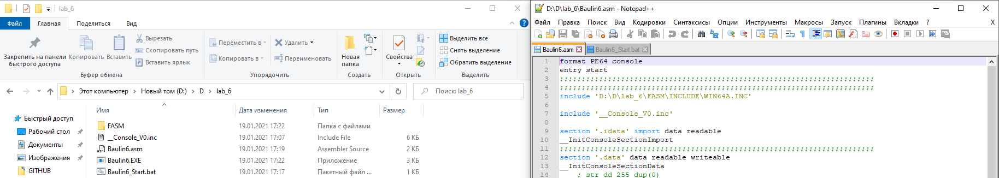 lab_6
Файл Главная Поделиться Вид
Закрепить на панели быстрого доступа
Копировать
Вставить
Вырезать
Скопировать путь
Вставить ярлык
Буфер обмена
Переместить в
Копировать в
Удалить
Переименовать
Упорядочить
Новая папка
Создать
Свойства
Открыть
Выделить все
Снять выделение
Обратить выделение
Выделить
Этот компьютер > Новый том (D:) > D > lab_6
Поиск: lab_6
Быстрый доступ
Рабочий стол
Документы
Изображения
GITHUB
Имя Дата изменения Тип Размер
FASM 19.01.2021 17:22 Папка с файлами
__Console_V0.inc 19.01.2021 17:07 Include File 6 КБ
Baulin6.asm 19.01.2021 17:19 Assembler Source 2 КБ
Baulin6.EXE 19.01.2021 17:22 Приложение 3 КБ
Baulin6_Start.bat 19.01.2021 17:17 Пакетный файл ... 1 КБ
D:\D\lab_6\Baulin6.asm - Notepad++
Файл Правка Поиск Вид Кодировки Синтаксисы Опции Инструменты Макросы Запуск Плагины Вкладки ? X
Baulin6.asm Baulin6_Start.bat
1 format PE64 console
2 entry start
3 ;;;;;;;;;;;;;;;;;;;;;;;;;;;;;;;;;;;;;;;;;;;;;;;;;;;;;;;;;;;;;;;;;;;;;;;;
4 ;;;;;;;;;;;;;;;;;;;;;;;;;;;;;;;;;;;;;;;;;;;;;;;;;;;;;;;;;;;;;;;;;;;;;;;;
5 include 'D:\D\lab_6\FASM\INCLUDE\WIN64A.INC'
6
7 include '__Console_V0.inc'
8
9 section '.idata' import data readable
10 __InitConsoleSectionImport
11 ;;;;;;;;;;;;;;;;;;;;;;;;;;;;;;;;;;;;;;;;;;;;;;;;;;;;;;;;;;;;;;;;;;;;;;;;
12 section '.data' data readable writeable
13 __InitConsoleSectionData
14 ; str dd 255 dup(0)